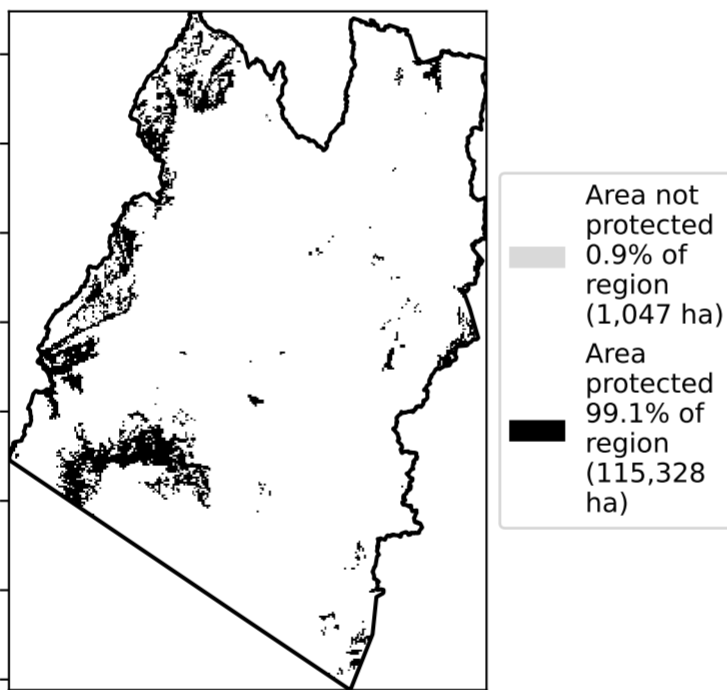 Area not
protected
0.9% of
region
(1,047 ha)
Area
protected
99.1% of
region
(115,328
ha)